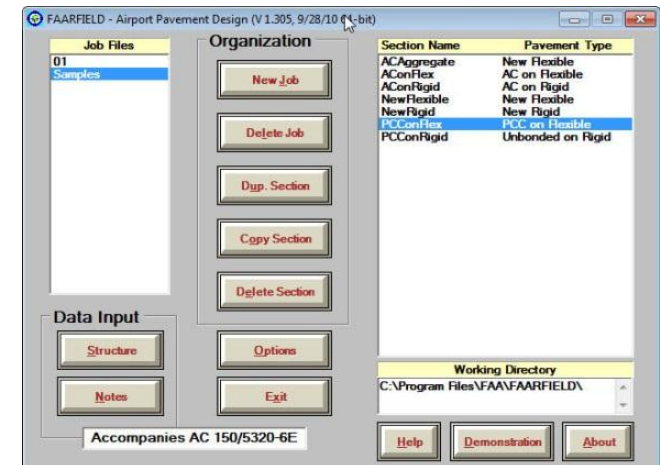 FAARFIELD - Airport Pavement Design (V 1.305, 9/28/10 64-bit)
Job Files
01
Samples
Organization
New Job
Delete Job
Dup. Section
Copy Section
Delete Section
Section Name Pavement Type
ACAggregate New Flexible
AConFlex AC on Flexible
AConRigid AC on Rigid
NewFlexible New Flexible
NewRigid New Rigid
PCConFlex PCC on Flexible
PCConRigid Unbonded on Rigid
Data Input
Structure
Notes
Options
Exit
Working Directory
C:\Program Files\FAA\FAARFIELD\
Accompanies AC 150/5320-6E
Help
Demonstration
About